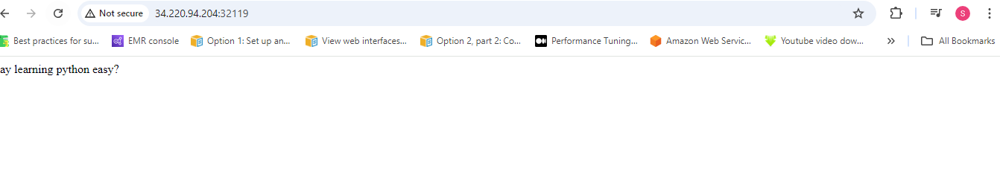 Not secure 34.220.94.204:32119 S
Best practices for su... EMR console Option 1: Set up an... View web interfaces... Option 2, part 2: Co... Performance Tuning... Amazon Web Servic... Youtube video dow... » All Bookmarks
ay learning python easy?